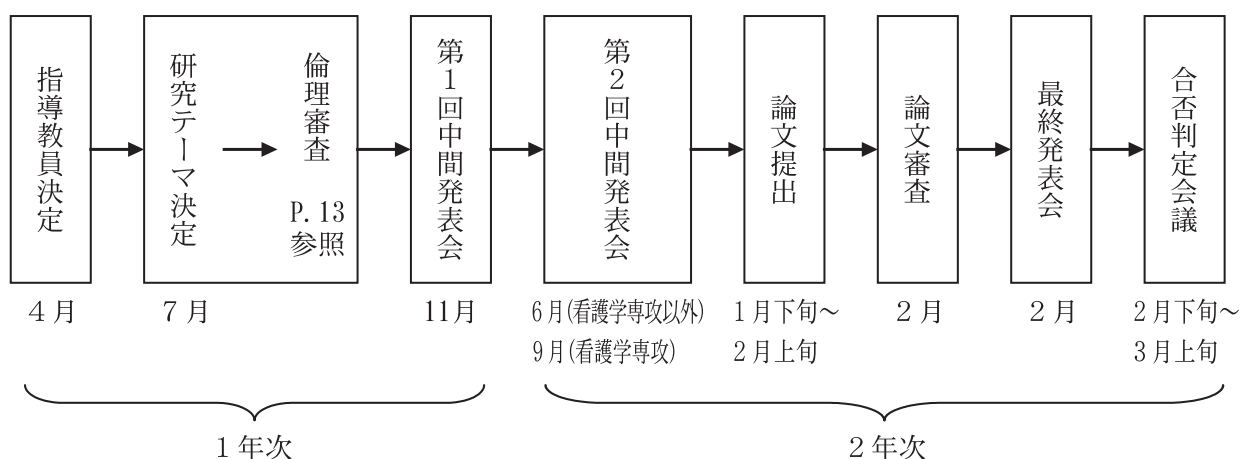 指導教員決定
研究テーマ決定
倫理審査
P.13
参照
第1回中間発表会
第2回中間発表会
論文提出
論文審査
最終発表会
合否判定会議
4月
7月
11月
6月(看護学専攻以外)
9月(看護学専攻)
1月下旬～
2月上旬
2月
2月
2月下旬～
3月上旬
1年次
2年次